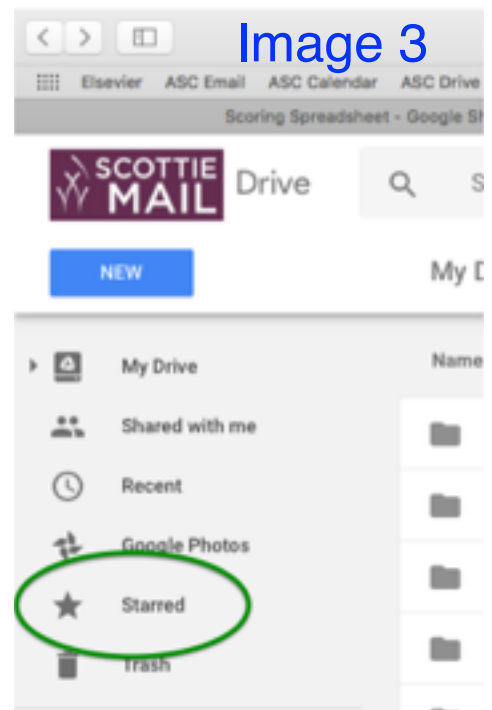 Image 3
Elsevier ASC Email ASC Calendar ASC Drive
Scoring Spreadsheet - Google Sh
SCOTTIE
MAIL
Drive
S
NEW
My D
My Drive
Name
Shared with me
Recent
Google Photos
Starred
Trash